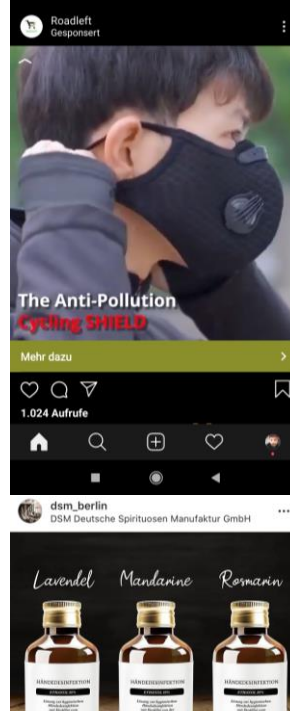 Roadleft
Gesponsert
The Anti-Pollution
Cycling SHIELD
Mehr dazu
1.024 Aufrufe
dsm_berlin
DSM Deutsche Spirituosen Manufaktur GmbH
Lavendel Mandarine Rosmarin
HÄNDEDESINFEKTION HÄNDEDESINFEKTION HÄNDEDESINFEKTION